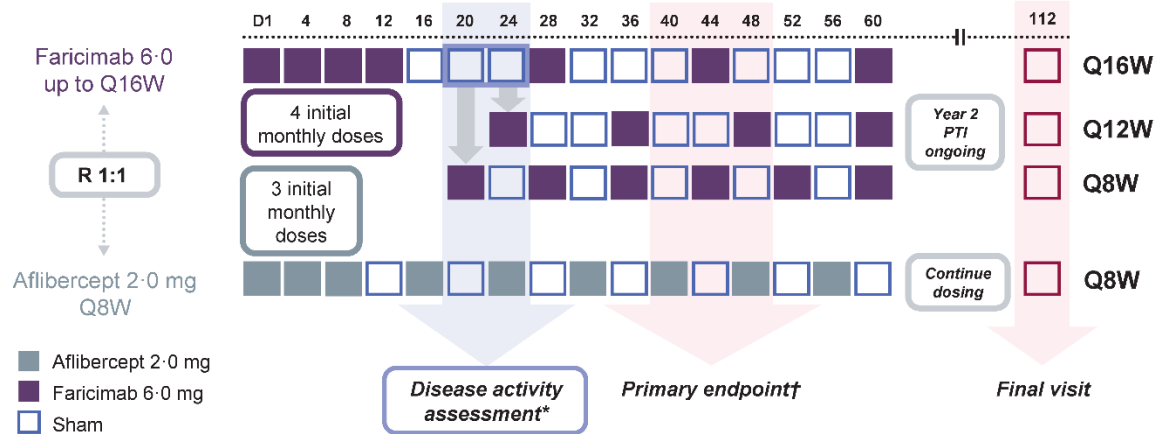 D1 4 8 12 16 20 24 28 32 36 40 44 48 52 56 60 112
Faricimab 6·0
up to Q16W
Q16W
4 initial
monthly doses
Year 2
PTI
ongoing
Q12W
R 1:1
3 initial
monthly
doses
Q8W
Aflibercept 2·0 mg
Q8W
Continue
dosing
Q8W
Aflibercept 2·0 mg
Faricimab 6·0 mg
Sham
Disease activity
assessment*
Primary endpoint†
Final visit